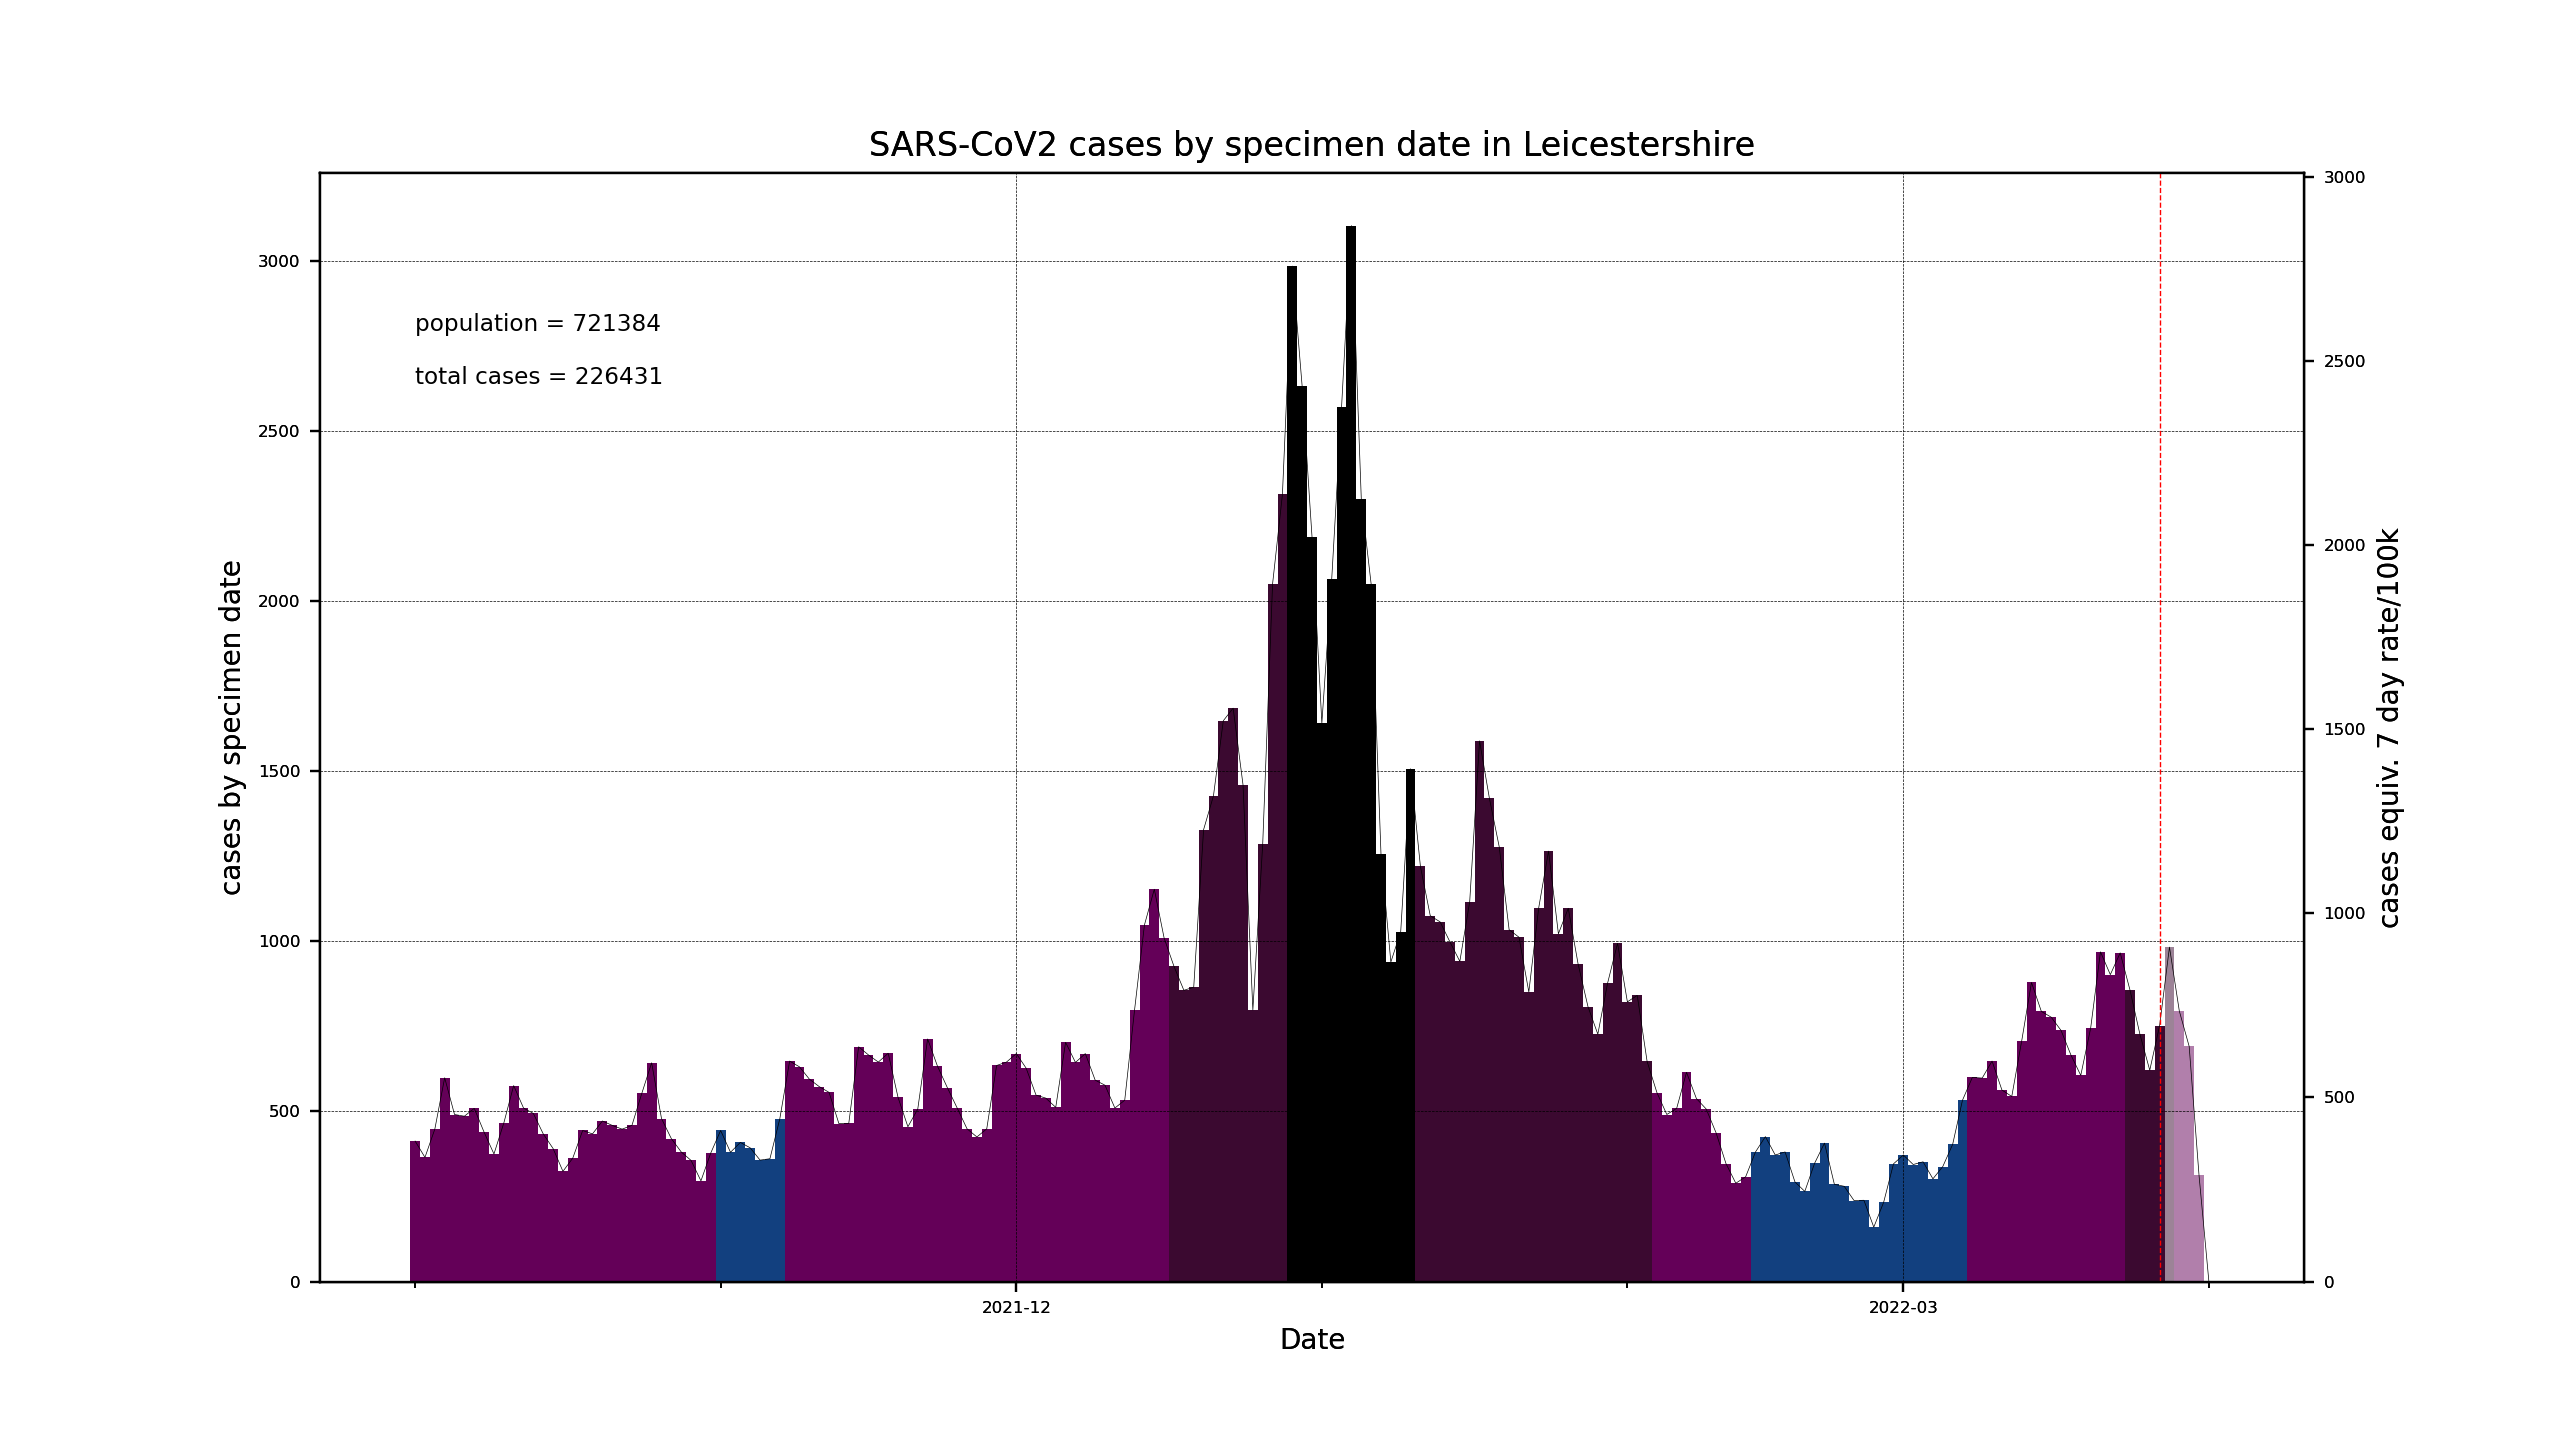 SARS-CoV2 cases by specimen date in Leicestershire
population = 721384
total cases = 226431
cases by specimen date
3000
2500
2000
1500
1000
500
0
3000
2500
2000
1500
1000
500
0
cases equiv. 7 day rate/100k
2021-12
2022-03
Date